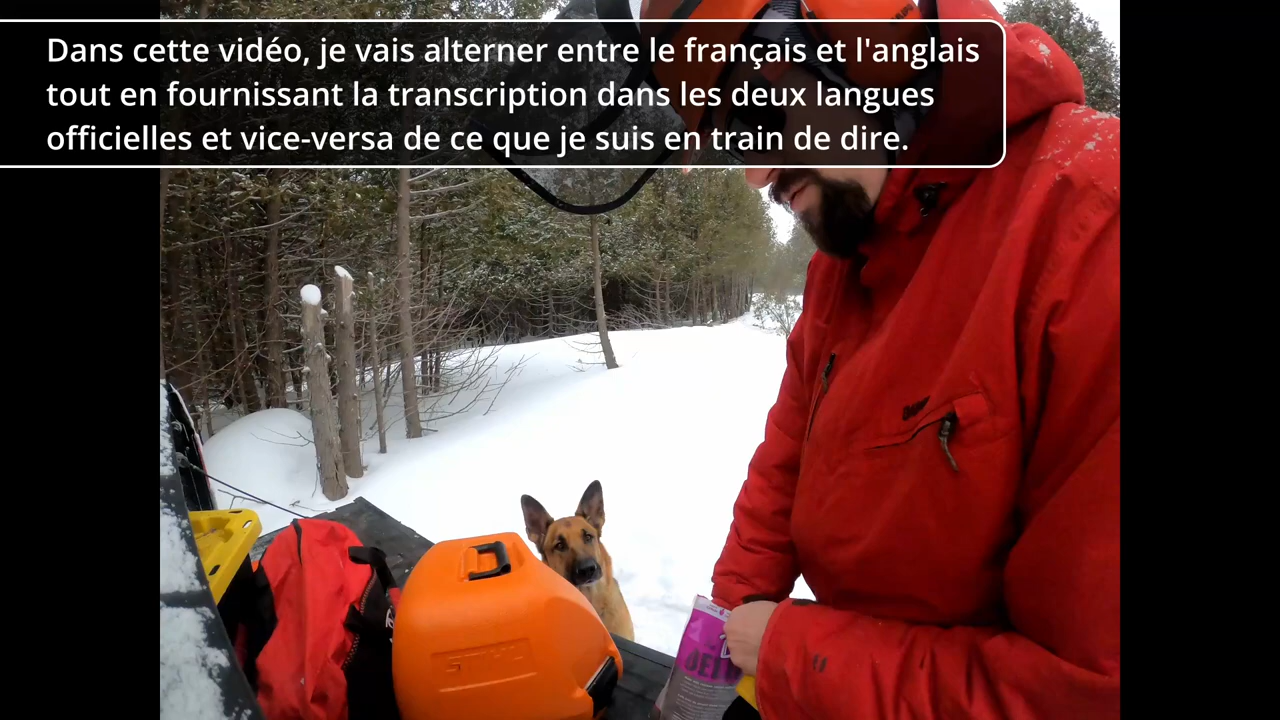 Dans cette vidéo, je vais alterner entre le français et l'anglais
tout en fournissant la transcription dans les deux langues
officielles et vice-versa de ce que je suis en train de dire.
STIHL